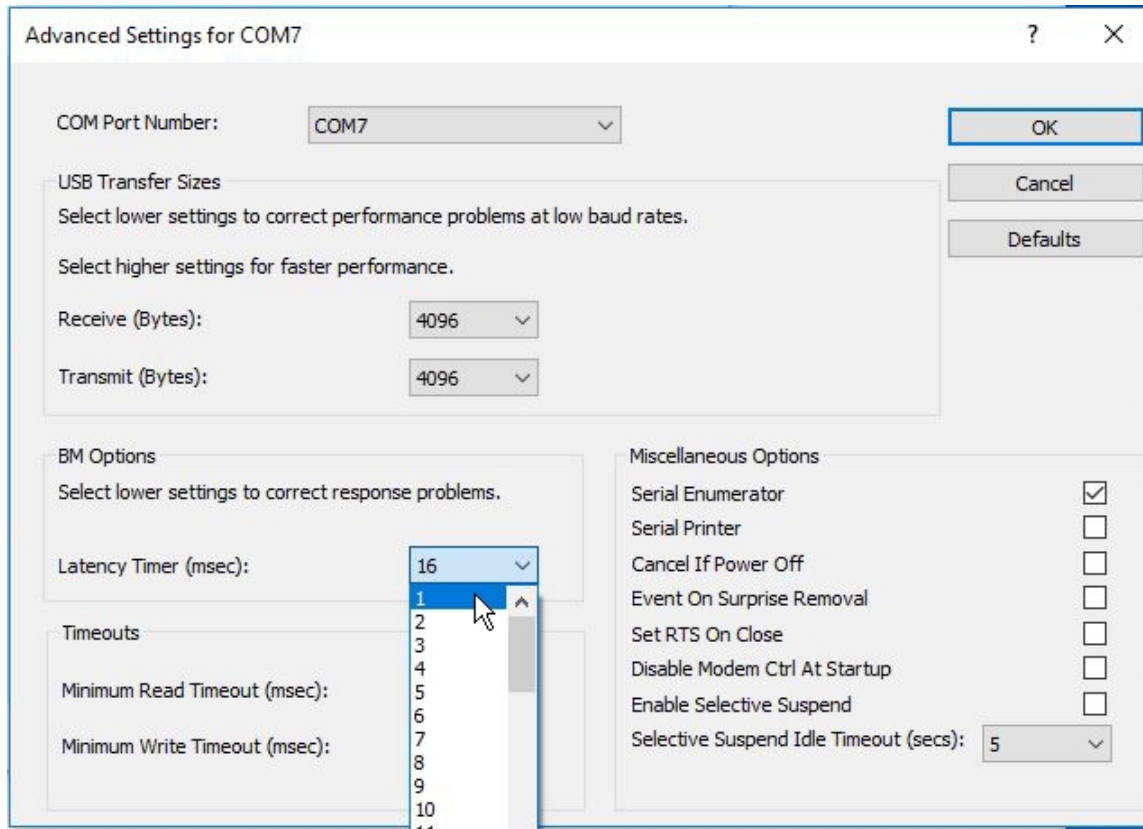 Advanced Settings for COM7
?
COM Port Number:
COM7
OK
USB Transfer Sizes
Cancel
Select lower settings to correct performance problems at low baud rates.
Defaults
Select higher settings for faster performance.
Receive (Bytes):
4096
Transmit (Bytes):
4096
BM Options
Select lower settings to correct response problems.
Latency Timer (msec):
16
1
2
3
4
5
6
7
8
9
10
Timeouts
Minimum Read Timeout (msec):
Minimum Write Timeout (msec):
Miscellaneous Options
Serial Enumerator
Serial Printer
Cancel If Power Off
Event On Surprise Removal
Set RTS On Close
Disable Modem Ctrl At Startup
Enable Selective Suspend
Selective Suspend Idle Timeout (secs):
5